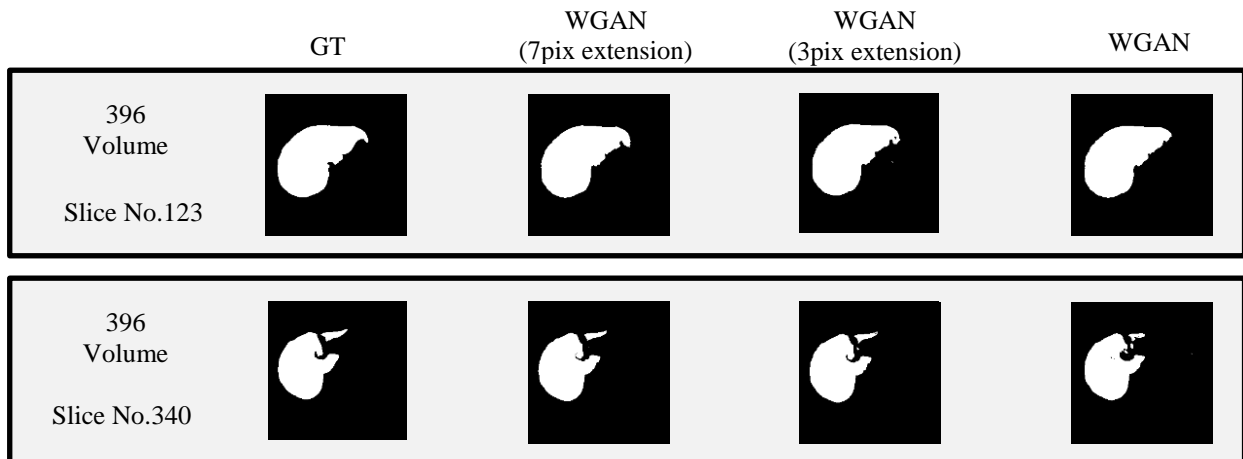 GT
WGAN
(7pix extension)
WGAN
(3pix extension)
WGAN
396
Volume
Slice No.123
396
Volume
Slice No.340